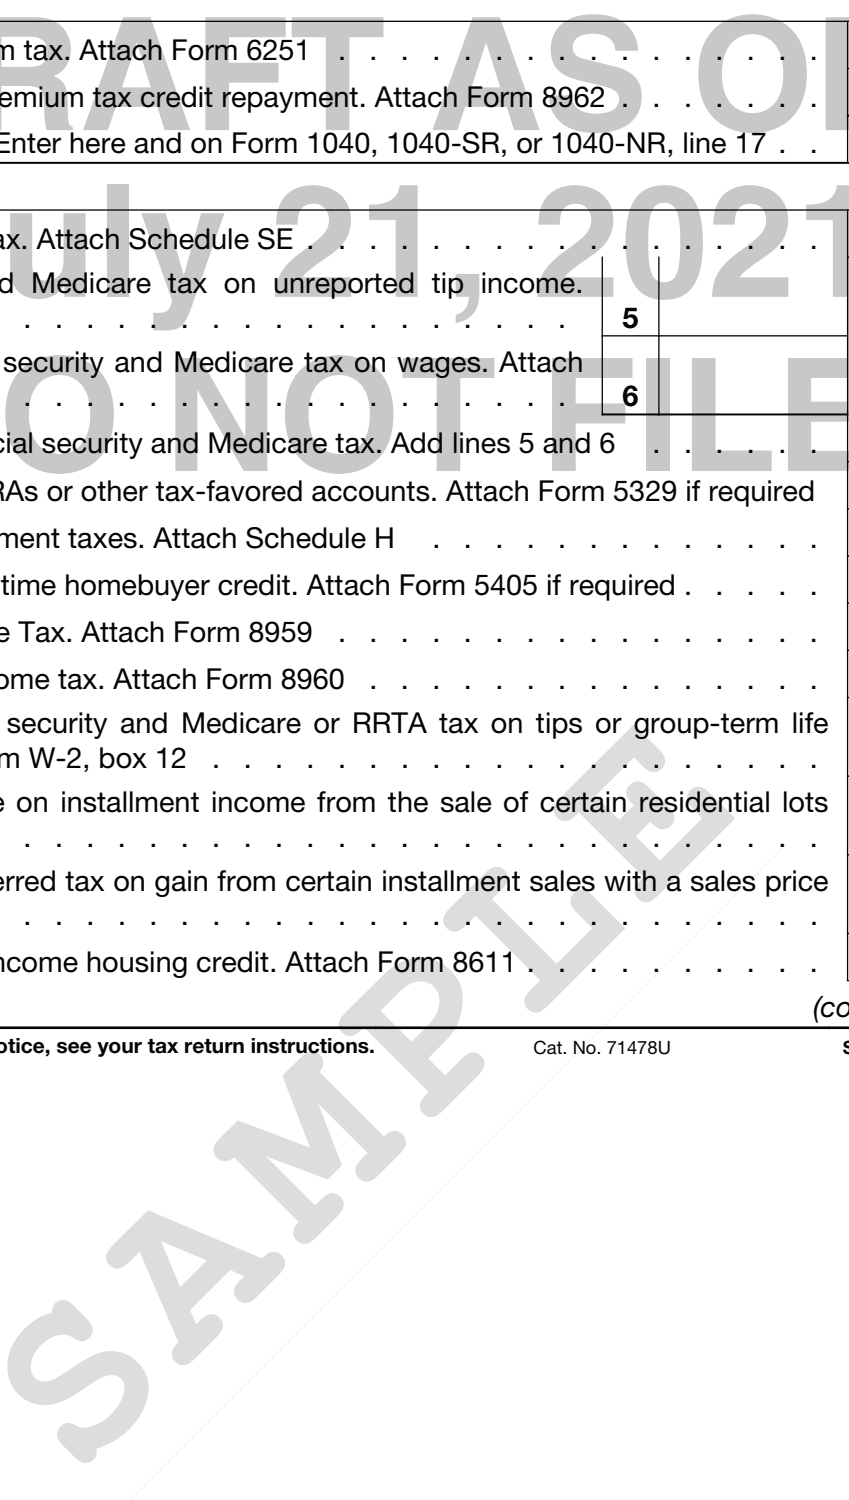 m tax. Attach Form 6251 . . . . . . . . . . . . . . . .
emium tax credit repayment. Attach Form 8962 . . . . . . .
Enter here and on Form 1040, 1040-SR, or 1040-NR, line 17 . .
RAFT AS O
ax. Attach Schedule SE . . . . . . . . . . . . . . . . .
uly 21, 2021
d Medicare tax on unreported tip income.
. . . . . . . . . . . . . . . . . . 5
security and Medicare tax on wages. Attach
. . . . . . . . . . . . . . . . . . 6
O NOT FILE
cial security and Medicare tax. Add lines 5 and 6 . . . . . .
RAs or other tax-favored accounts. Attach Form 5329 if required
ment taxes. Attach Schedule H . . . . . . . . . . . . .
time homebuyer credit. Attach Form 5405 if required . . . . .
e Tax. Attach Form 8959 . . . . . . . . . . . . . . . .
ome tax. Attach Form 8960 . . . . . . . . . . . . . . .
security and Medicare or RRTA tax on tips or group-term life
m W-2, box 12 . . . . . . . . . . . . . . . . . . . .
e on installment income from the sale of certain residential lots
. . . . . . . . . . . . . . . . . . . . . . . . . .
erred tax on gain from certain installment sales with a sales price
. . . . . . . . . . . . . . . . . . . . . . . . . .
ncome housing credit. Attach Form 8611 . . . . . . . . . .
(co
otice, see your tax return instructions. Cat. No. 71478U S
SAMPLE